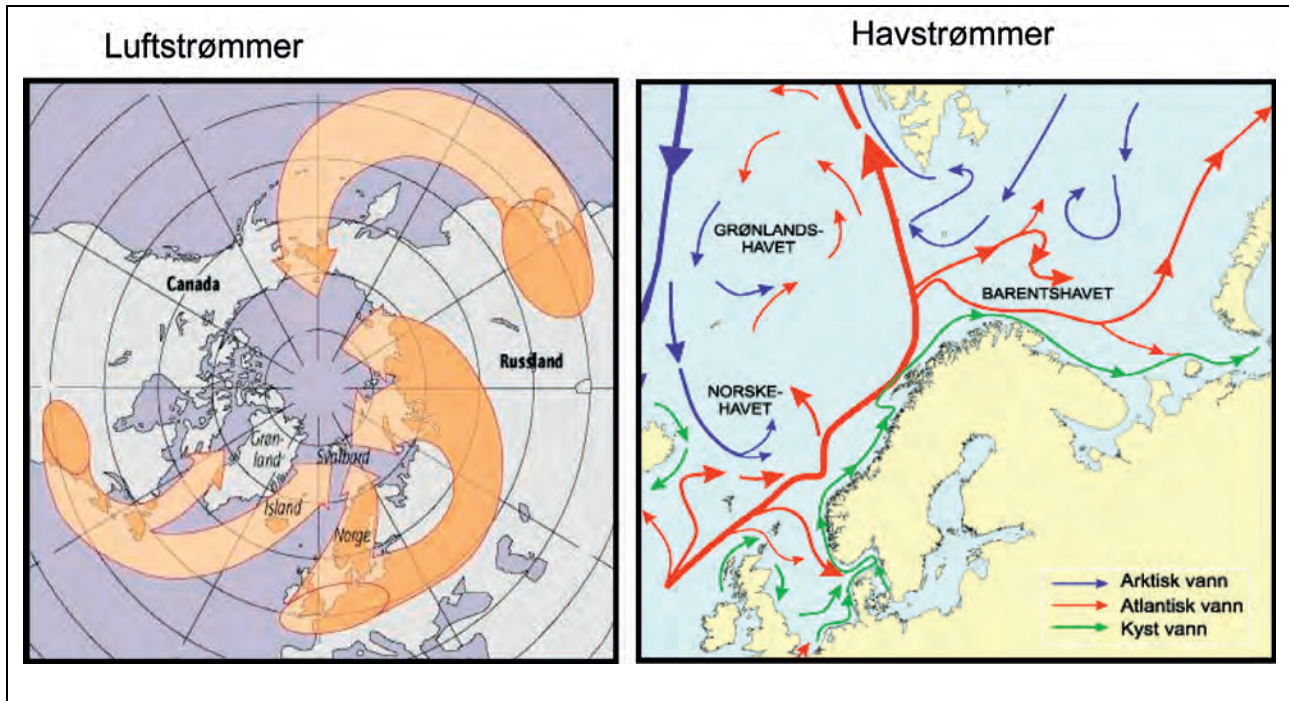 Luftstrømmer
Canada
Russland
Grøn-
land
Svalbard
Island
Norge
Havstrømmer
GRØNLANDS-
HAVET
BARENTSHAVET
NORSKE-
HAVET
Arktisk vann
Atlantisk vann
Kyst vann